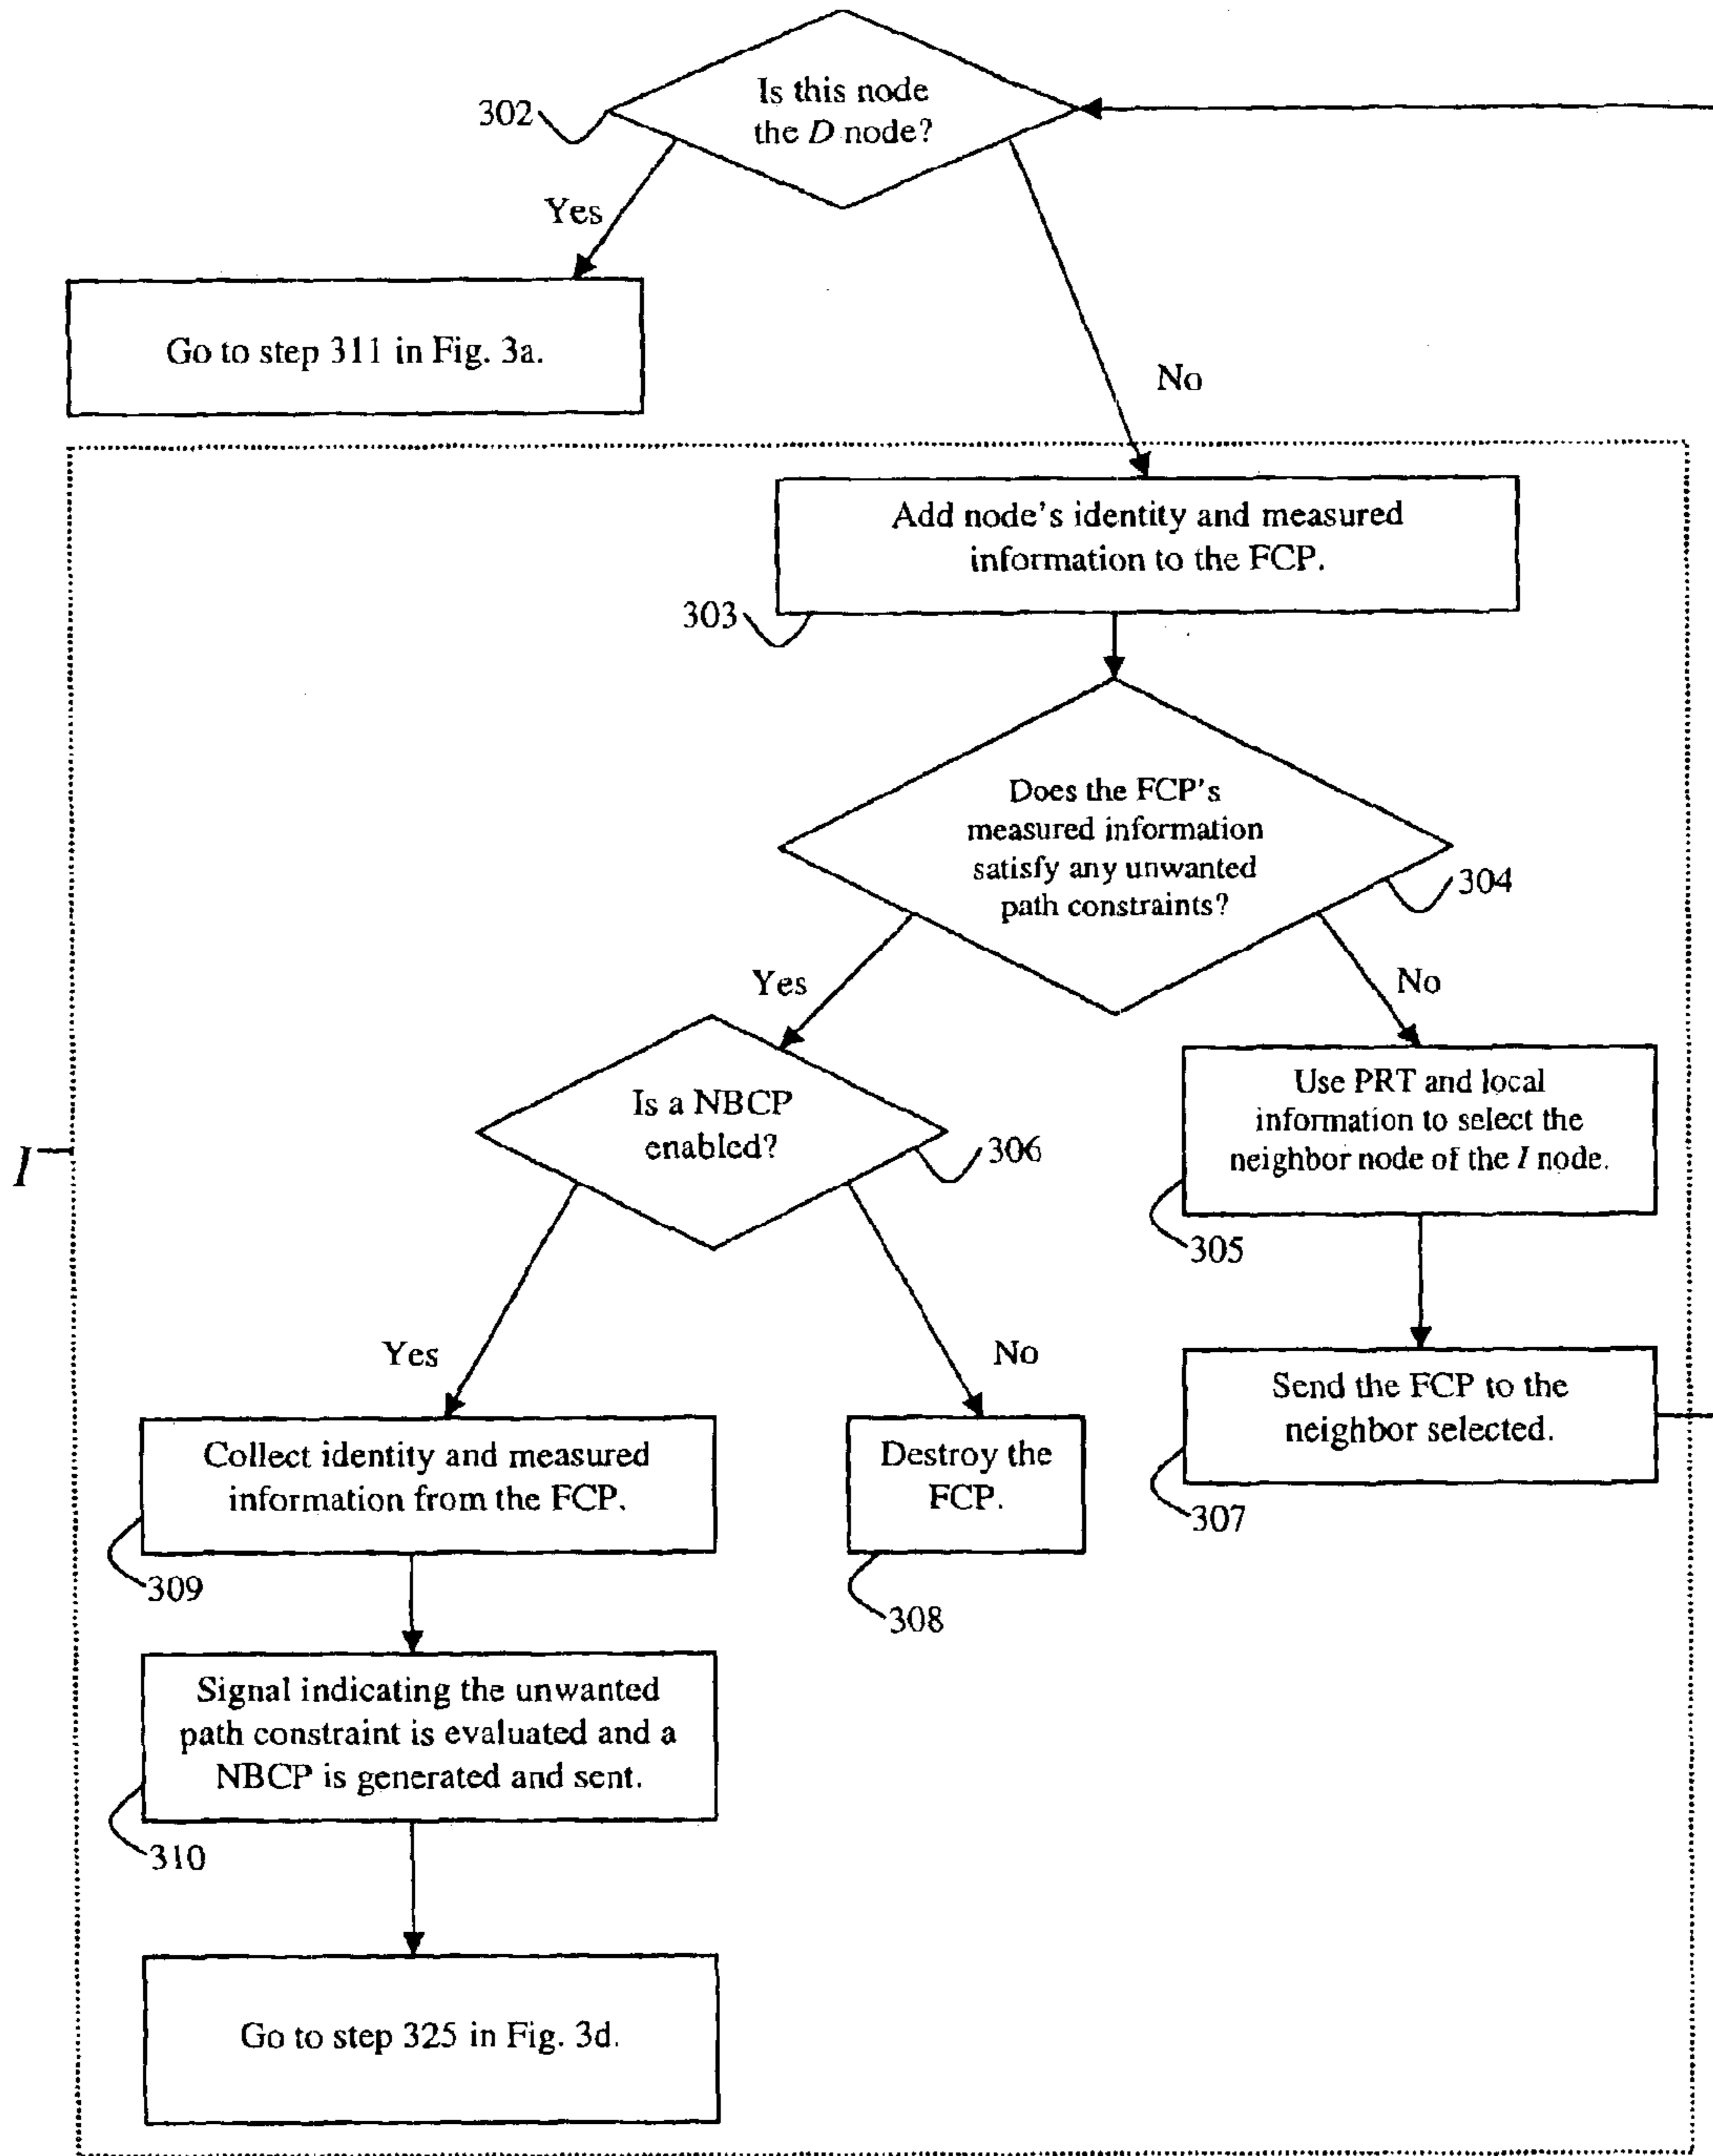 Is this node
the D node?
302
Yes
Go to step 311 in Fig. 3a.
No
Add node's identity and measured
information to the FCP.
303
Does the FCP's
measured information
satisfy any unwanted
path constraints?
304
Yes
No
Is a NBCP
enabled?
306
Use PRT and local
information to select the
neighbor node of the I node.
305
I
Yes
No
Send the FCP to the
neighbor selected.
307
Collect identity and measured
information from the FCP.
309
Destroy the
FCP.
308
Signal indicating the unwanted
path constraint is evaluated and a
NBCP is generated and sent.
310
Go to step 325 in Fig. 3d.